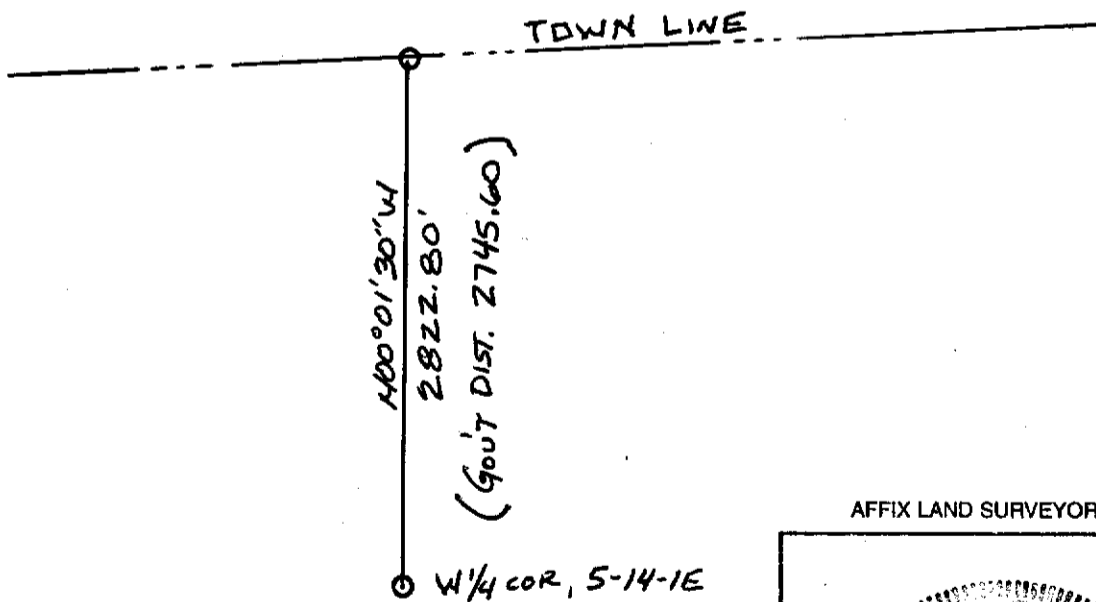 TOWN LINE
N00°01'30"W
2822.80'
(GOV'T DIST. 2745.60)
W 1/4 COR, 5-14-1E
AFFIX LAND SURVEYOR